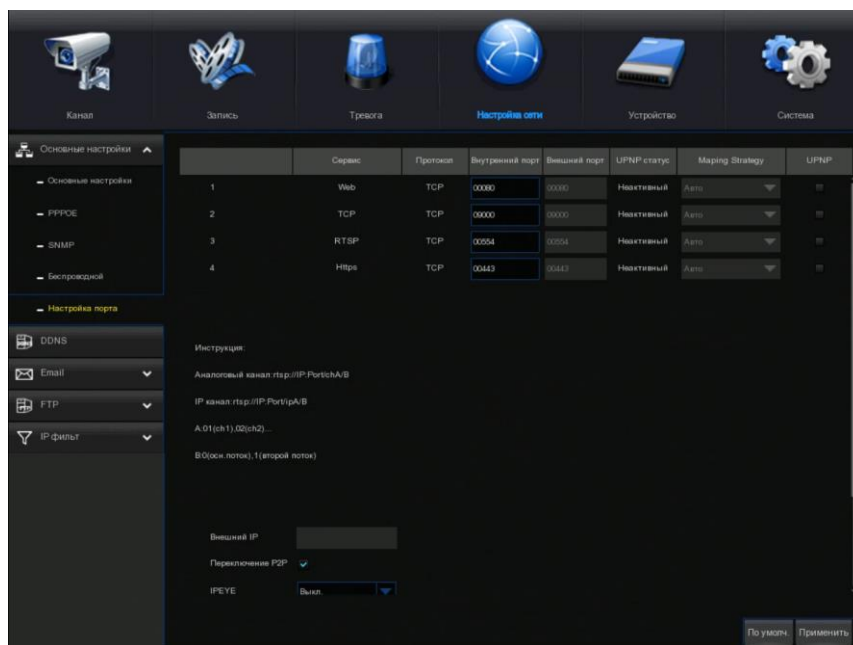 Канал Запись Тревога Настройка сети Устройство Система
Основные настройки
Основные настройки
PPPOE
SNMP
Беспроводной
Настройка порта
DDNS
Email
FTP
IP фильт
Сервис Протокол Внутренний порт Внешний порт UPNP статус Maping Strategy UPNP
1 Web TCP 00080 00080 Неактивный Авто
2 TCP TCP 09000 09000 Неактивный Авто
3 RTSP TCP 00554 00554 Неактивный Авто
4 Https TCP 00443 00443 Неактивный Авто
Инструкция:
Аналоговый канал:rtsp://IP:Port/chA/B
IP канал:rtsp://IP:Port/ipA/B
A:01(ch1),02(ch2)...
B:0(осн.поток),1(второй поток)
Внешний IP
Переключение P2P
IPEYE Выкл.
По умолч. Применить